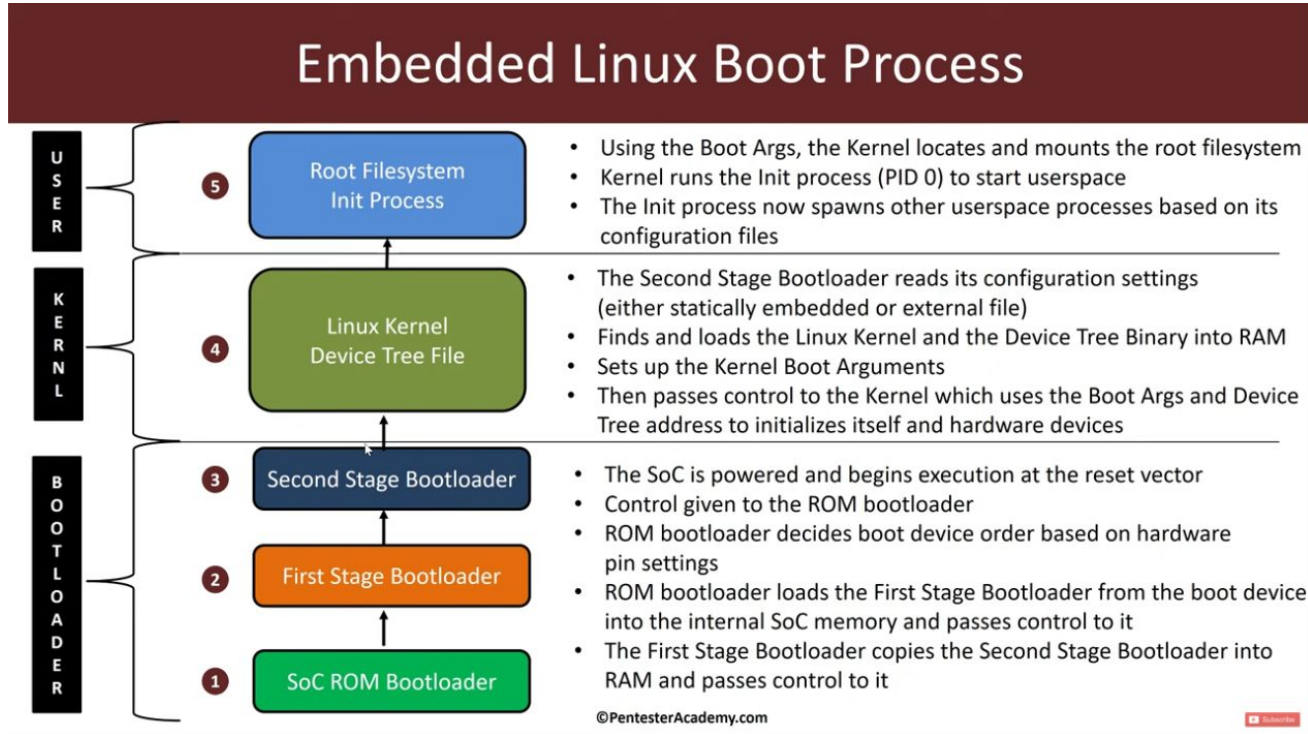 Embedded Linux Boot Process
USER
5
Root Filesystem
Init Process
• Using the Boot Args, the Kernel locates and mounts the root filesystem
• Kernel runs the Init process (PID 0) to start userspace
• The Init process now spawns other userspace processes based on its
configuration files
KERNL
4
Linux Kernel
Device Tree File
• The Second Stage Bootloader reads its configuration settings
(either statically embedded or external file)
• Finds and loads the Linux Kernel and the Device Tree Binary into RAM
• Sets up the Kernel Boot Arguments
• Then passes control to the Kernel which uses the Boot Args and Device
Tree address to initializes itself and hardware devices
BOOTLOADER
3
Second Stage Bootloader
2
First Stage Bootloader
1
SoC ROM Bootloader
• The SoC is powered and begins execution at the reset vector
• Control given to the ROM bootloader
• ROM bootloader decides boot device order based on hardware
pin settings
• ROM bootloader loads the First Stage Bootloader from the boot device
into the internal SoC memory and passes control to it
• The First Stage Bootloader copies the Second Stage Bootloader into
RAM and passes control to it
©PentesterAcademy.com
Subscribe